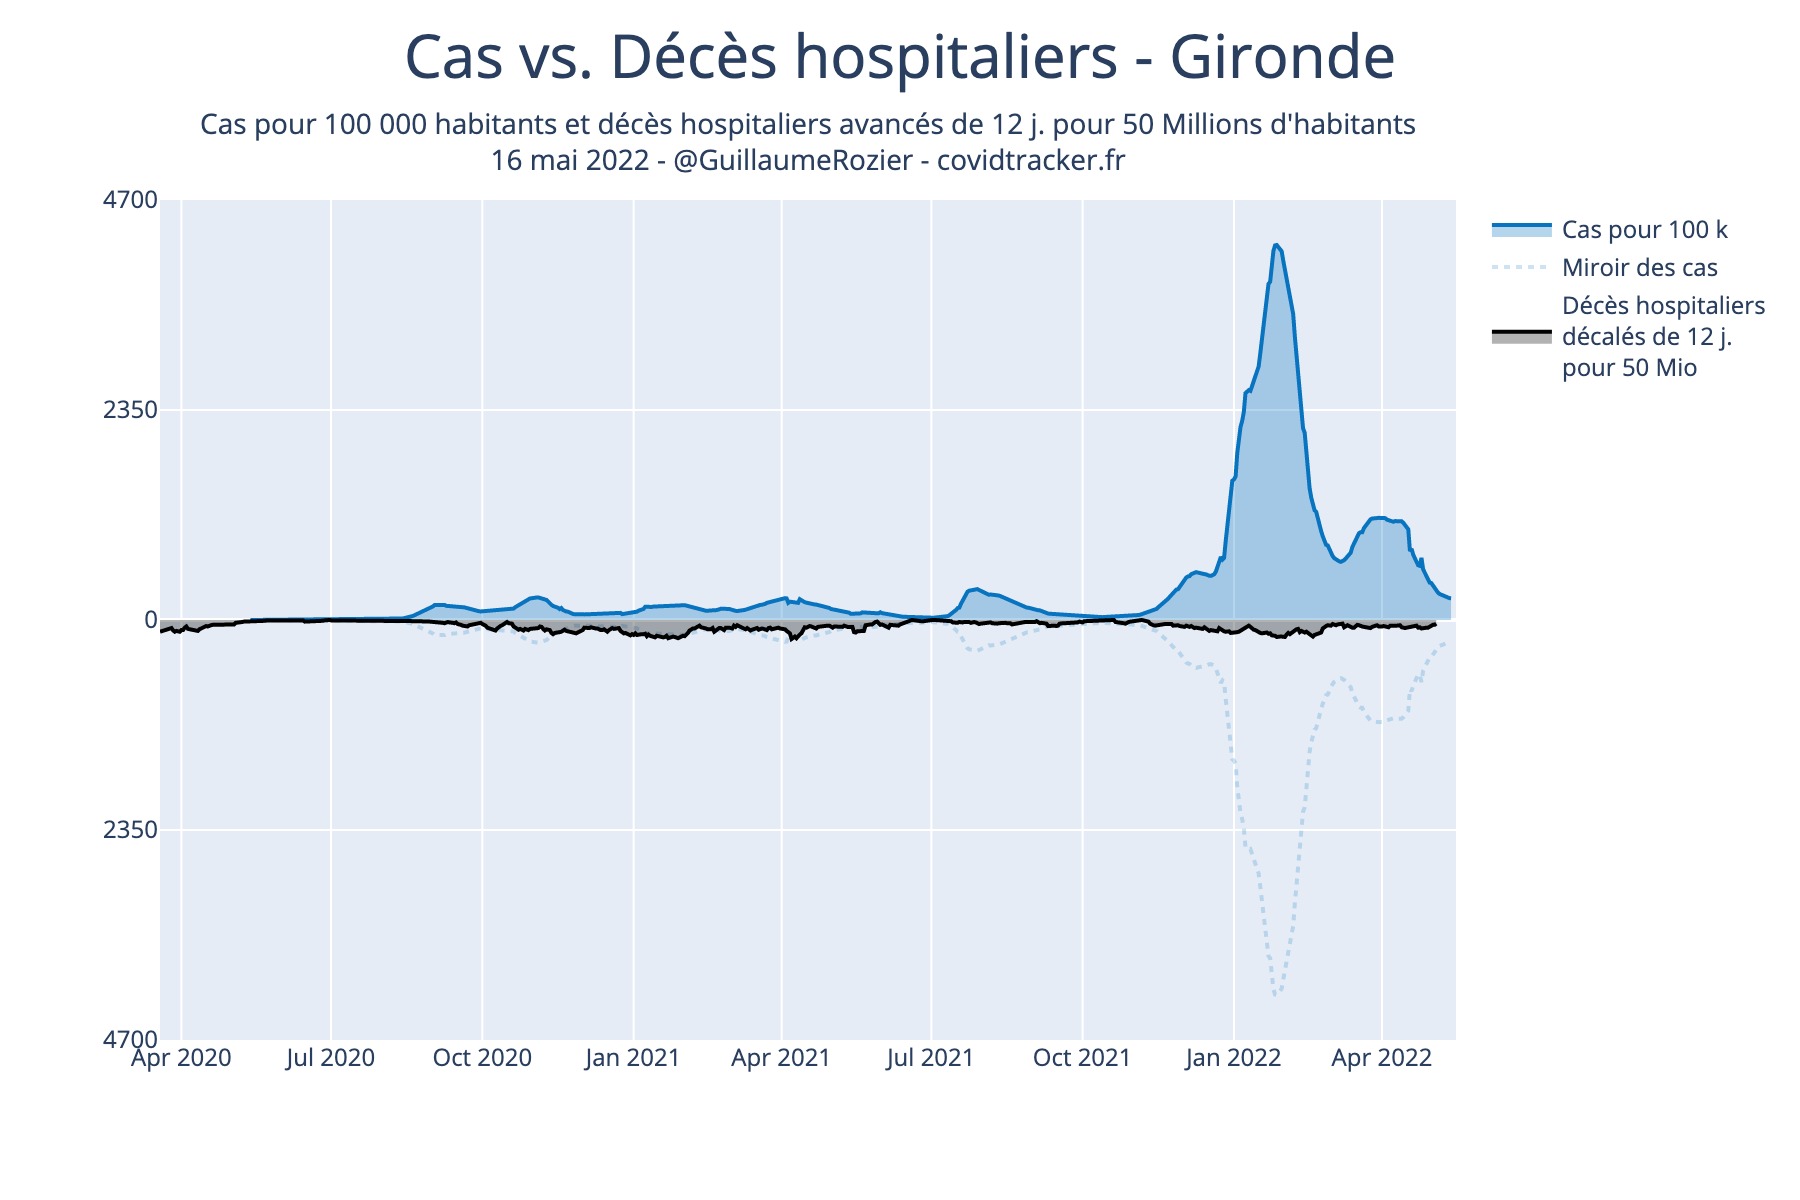 Cas vs. Décès hospitaliers - Gironde
Cas pour 100 000 habitants et décès hospitaliers avancés de 12 j. pour 50 Millions d'habitants
16 mai 2022 - @GuillaumeRozier - covidtracker.fr
4700
2350
0
2350
4700
Apr 2020
Jul 2020
Oct 2020
Jan 2021
Apr 2021
Jul 2021
Oct 2021
Jan 2022
Apr 2022
Cas pour 100 k
Miroir des cas
Décès hospitaliers
décalés de 12 j.
pour 50 Mio